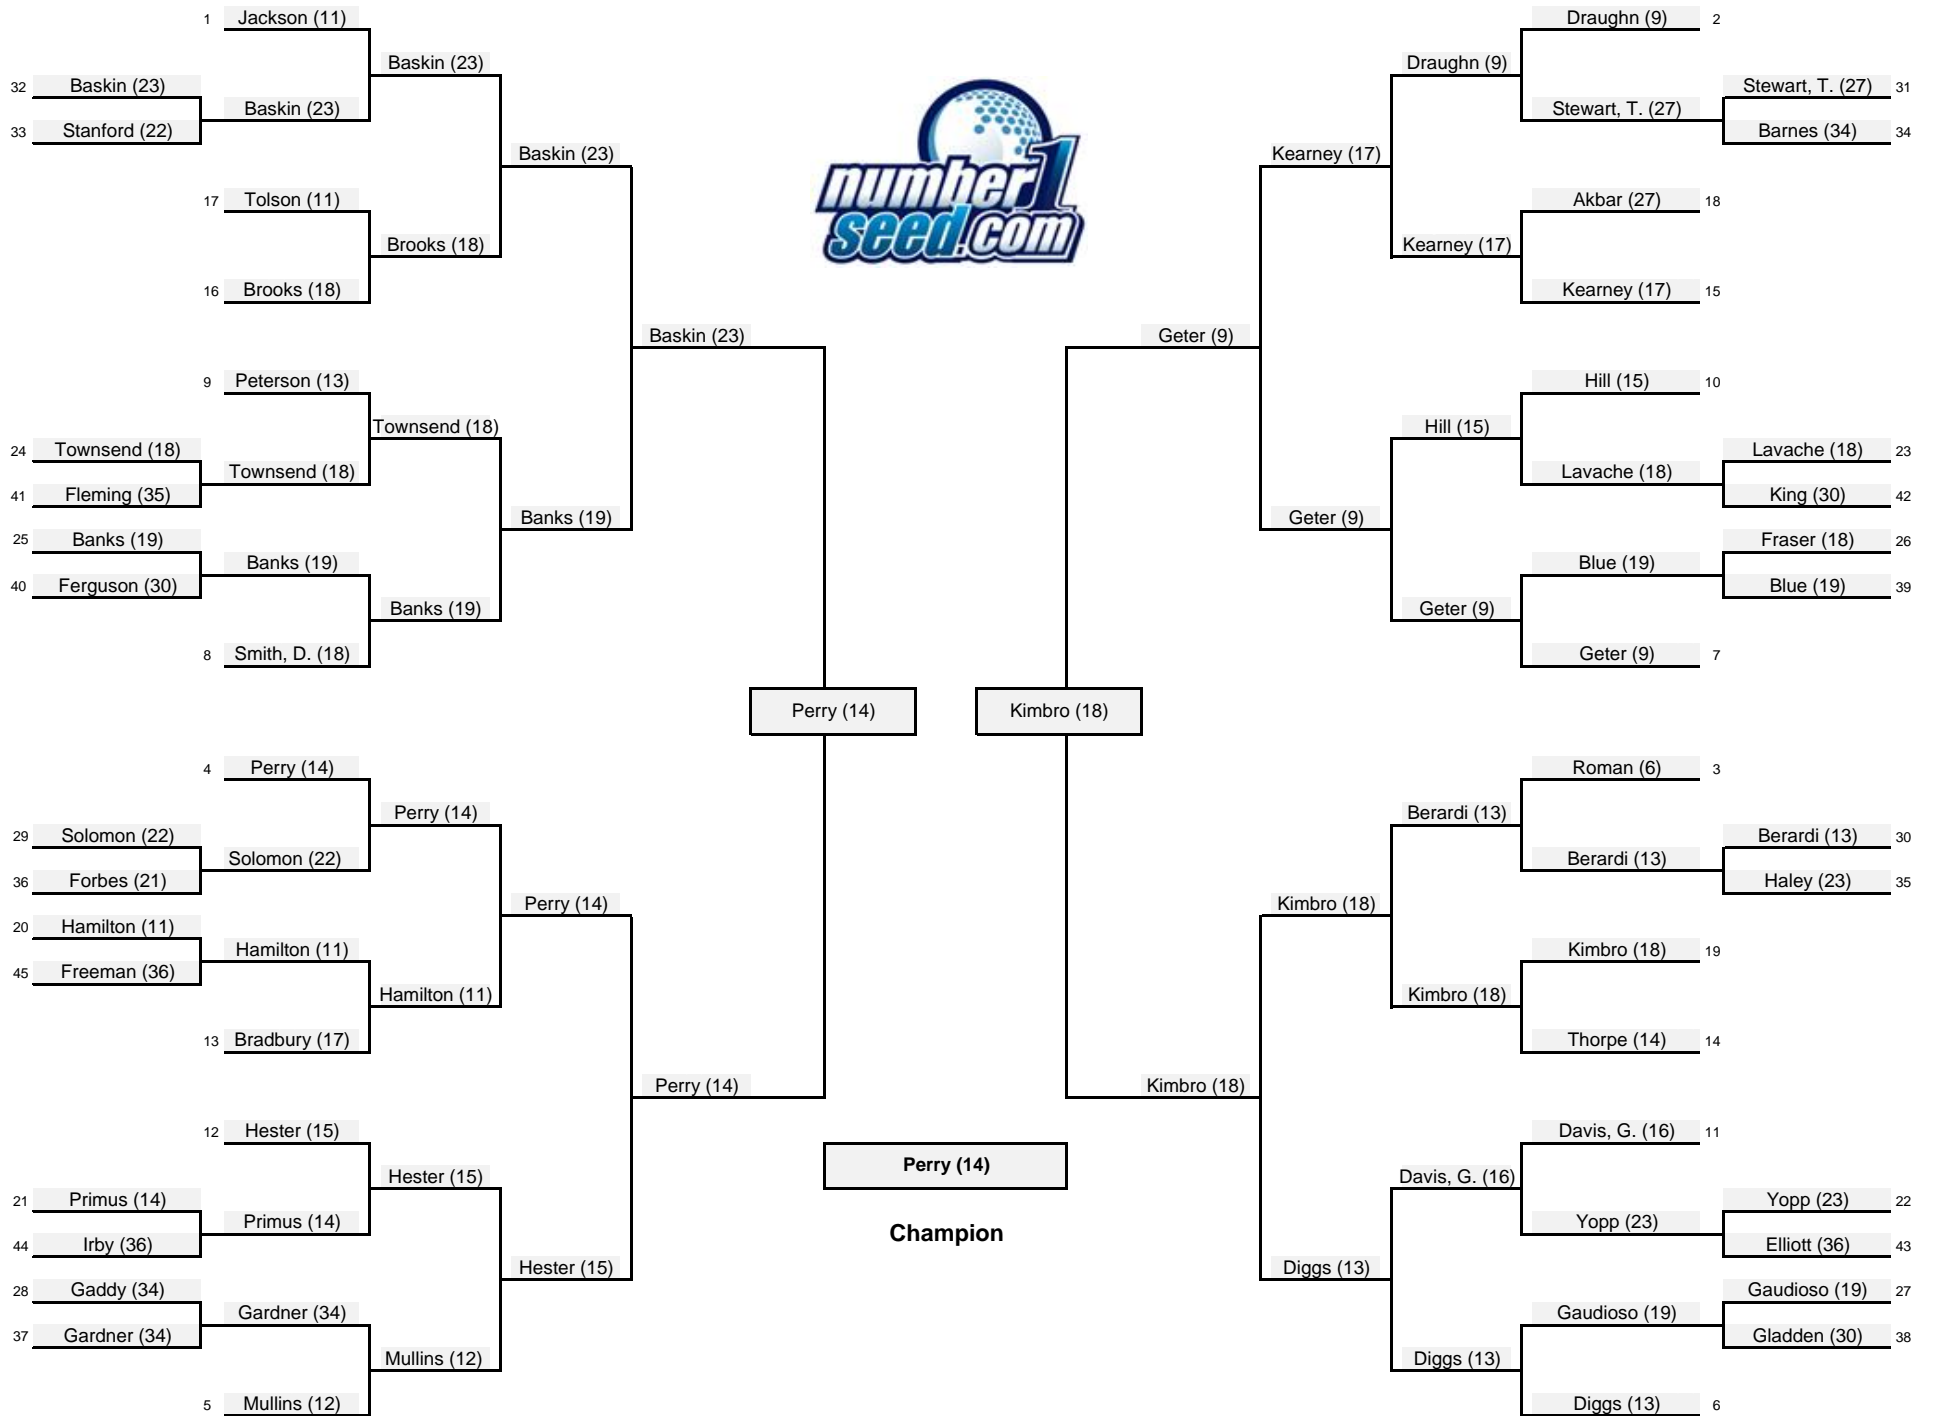 1 Jackson (11) Draughn (9) 2
Baskin (23) Draughn (9)
32 Baskin (23) Stewart, T. (27) 31
Baskin (23) Stewart, T. (27)
33 Stanford (22) Barnes (34) 34
Baskin (23) Kearney (17)
number1
seed.com
17 Tolson (11) Akbar (27) 18
Brooks (18) Kearney (17)
16 Brooks (18) Kearney (17) 15
Baskin (23) Geter (9)
9 Peterson (13) Hill (15) 10
Townsend (18) Hill (15)
24 Townsend (18) Lavache (18) 23
Townsend (18) Lavache (18)
41 Fleming (35) King (30) 42
Banks (19) Geter (9)
25 Banks (19) Fraser (18) 26
Banks (19) Blue (19)
40 Ferguson (30) Blue (19) 39
Banks (19) Geter (9)
8 Smith, D. (18) Geter (9) 7
Perry (14) Kimbro (18)
4 Perry (14) Roman (6) 3
Perry (14) Berardi (13)
29 Solomon (22) Berardi (13) 30
Solomon (22) Berardi (13)
36 Forbes (21) Haley (23) 35
Perry (14) Kimbro (18)
20 Hamilton (11)
Hamilton (11) Kimbro (18) 19
45 Freeman (36)
Hamilton (11) Kimbro (18)
13 Bradbury (17) Thorpe (14) 14
Perry (14) Kimbro (18)
12 Hester (15) Davis, G. (16) 11
Perry (14)
Hester (15) Davis, G. (16)
21 Primus (14) Yopp (23) 22
Primus (14) Yopp (23)
Champion
44 Irby (36) Elliott (36) 43
Hester (15) Diggs (13)
28 Gaddy (34) Gaudioso (19) 27
Gardner (34) Gaudioso (19)
37 Gardner (34) Gladden (30) 38
Mullins (12) Diggs (13)
5 Mullins (12) Diggs (13) 6